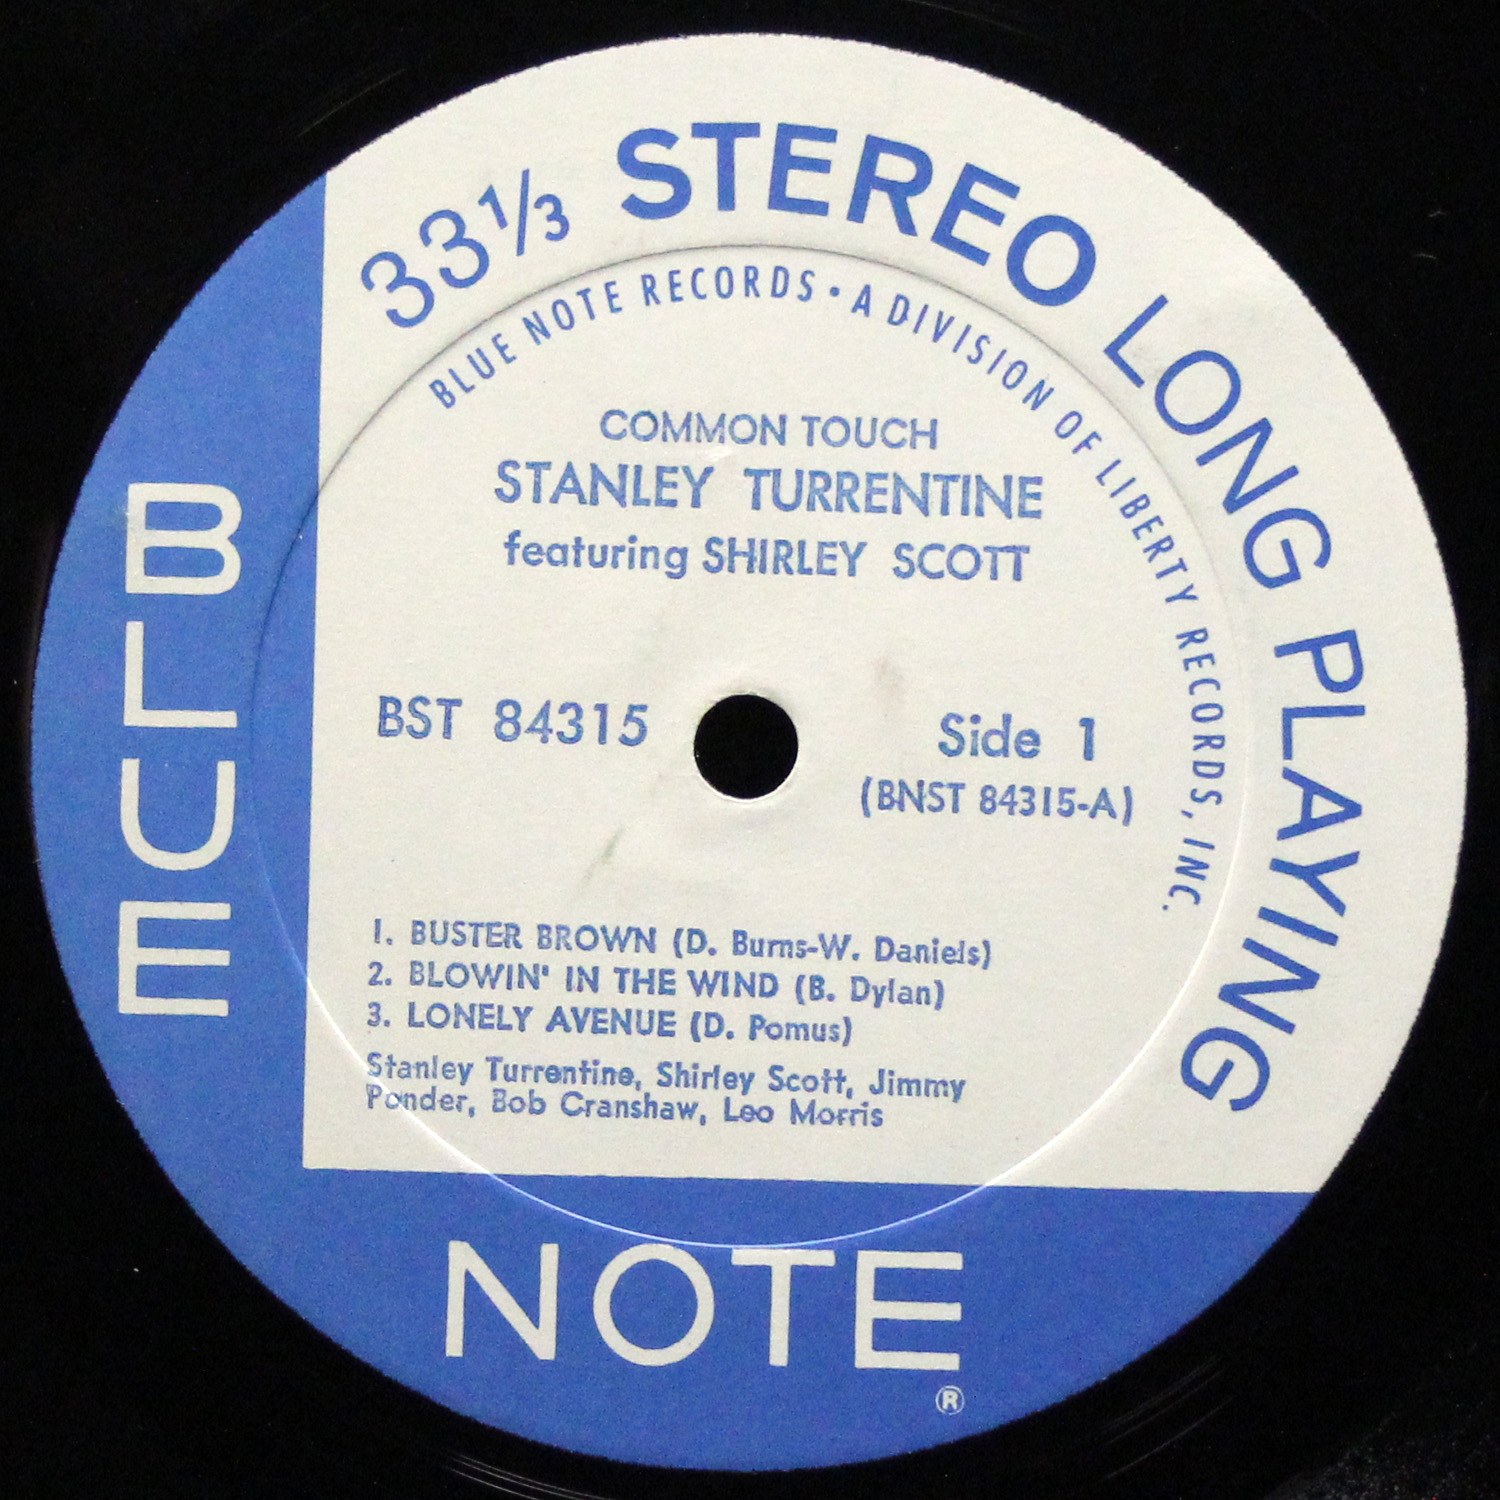 33 1/3 STEREO LONG PLAYING
BLUE NOTE RECORDS • A DIVISION OF LIBERTY RECORDS, INC.
COMMON TOUCH
STANLEY TURRENTINE
featuring SHIRLEY SCOTT
BST 84315
Side 1
(BNST 84315-A)
1. BUSTER BROWN (D. Burns-W. Daniels)
2. BLOWIN' IN THE WIND (B. Dylan)
3. LONELY AVENUE (D. Pomus)
Stanley Turrentine, Shirley Scott, Jimmy
Ponder, Bob Cranshaw, Leo Morris
BLUE
NOTE
®